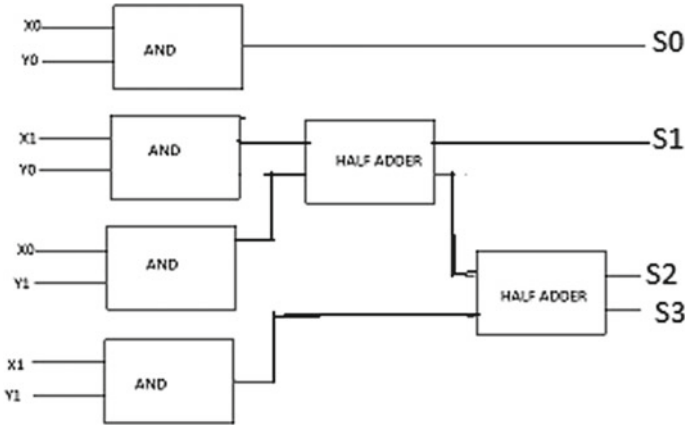 X0
Y0
AND
S0
X1
Y0
AND
HALF ADDER
S1
X0
Y1
AND
HALF ADDER
S2
S3
X1
Y1
AND